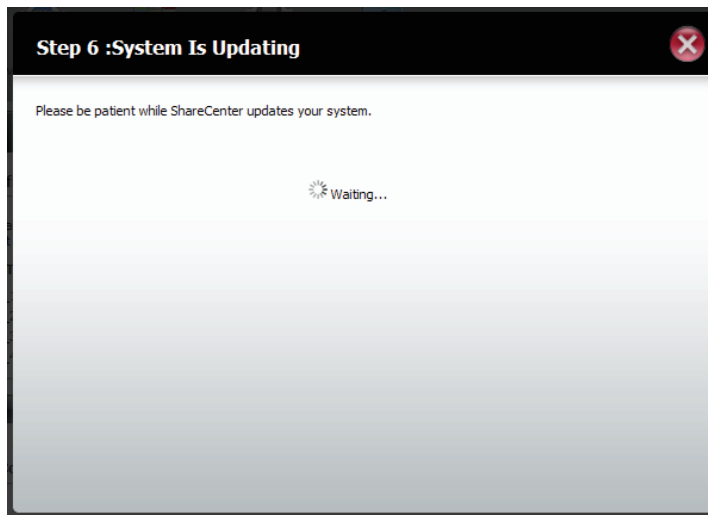 Step 6 :System Is Updating
Please be patient while ShareCenter updates your system.
Waiting...